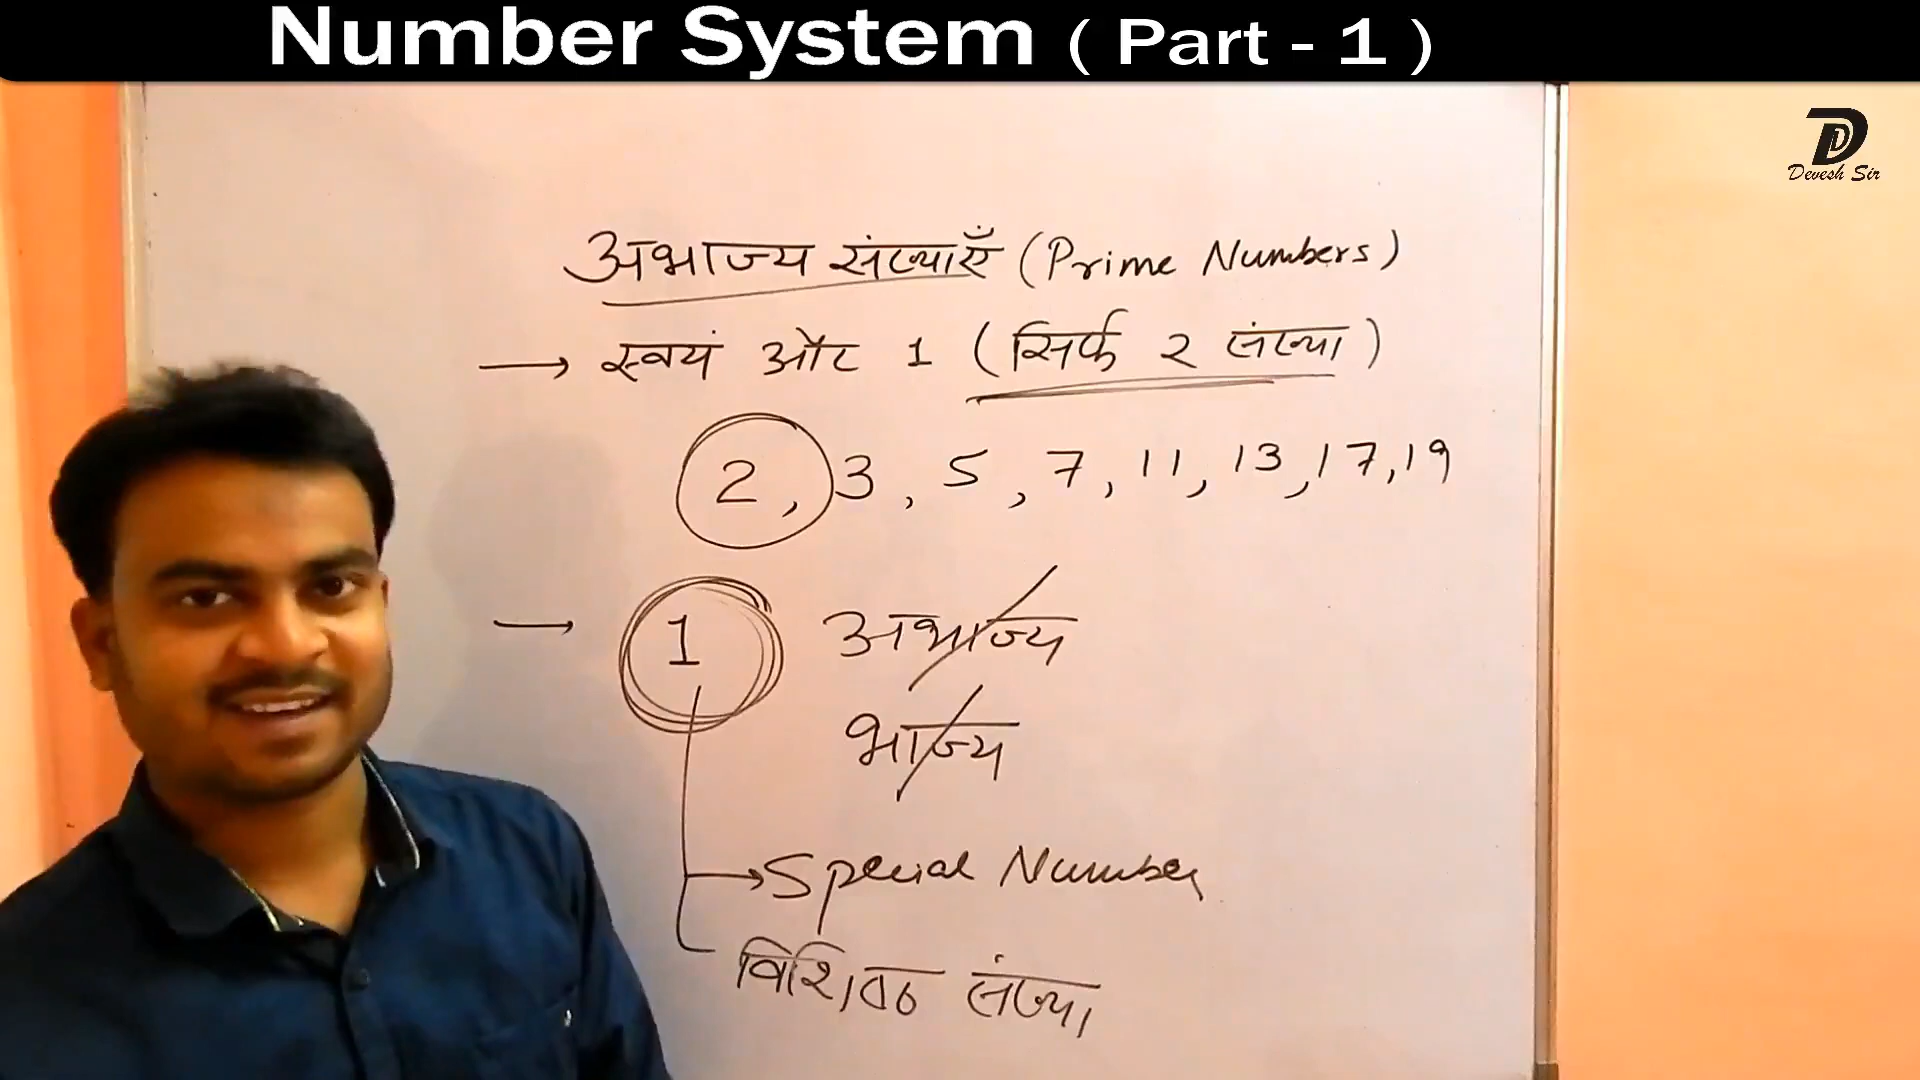 Number System ( Part - 1 )
Devesh Sir
अभाज्य संख्याएँ (Prime Numbers)
→ स्वयं और 1 (सिर्फ 2 संख्या)
2, 3, 5, 7, 11, 13, 17, 19
→ 1 अभाज्य
भाज्य
→ Special Number
विशिष्ठ संख्या